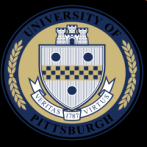 UNIVERSITY OF
VERITAS 1787 VIRTUS
PITTSBURGH